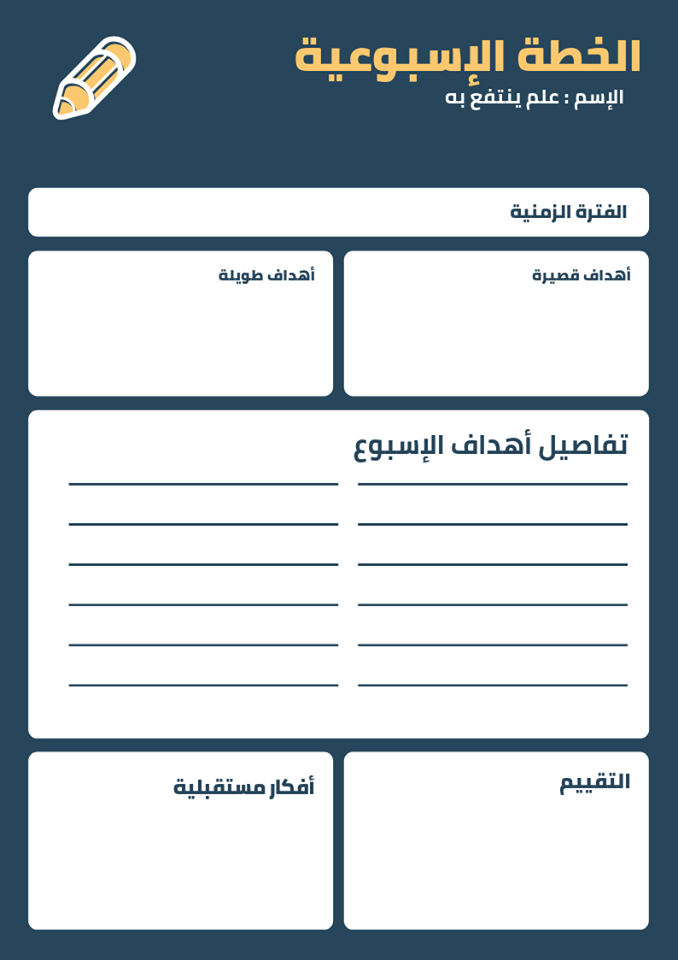 الخطة الإسبوعية
الإسم : علم ينتفع به
الفترة الزمنية
أهداف قصيرة
أهداف طويلة
تفاصيل أهداف الإسبوع
التقييم
أفكار مستقبلية